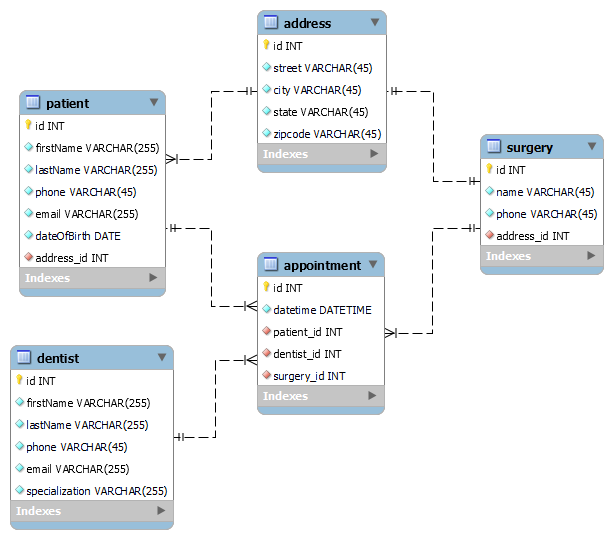 address
id INT
street VARCHAR(45)
city VARCHAR(45)
state VARCHAR(45)
zipcode VARCHAR(45)
Indexes
patient
id INT
firstName VARCHAR(255)
lastName VARCHAR(255)
phone VARCHAR(45)
email VARCHAR(255)
dateOfBirth DATE
address_id INT
Indexes
surgery
id INT
name VARCHAR(45)
phone VARCHAR(45)
address_id INT
Indexes
appointment
id INT
datetime DATETIME
patient_id INT
dentist_id INT
surgery_id INT
Indexes
dentist
id INT
firstName VARCHAR(255)
lastName VARCHAR(255)
phone VARCHAR(45)
email VARCHAR(255)
specialization VARCHAR(255)
Indexes